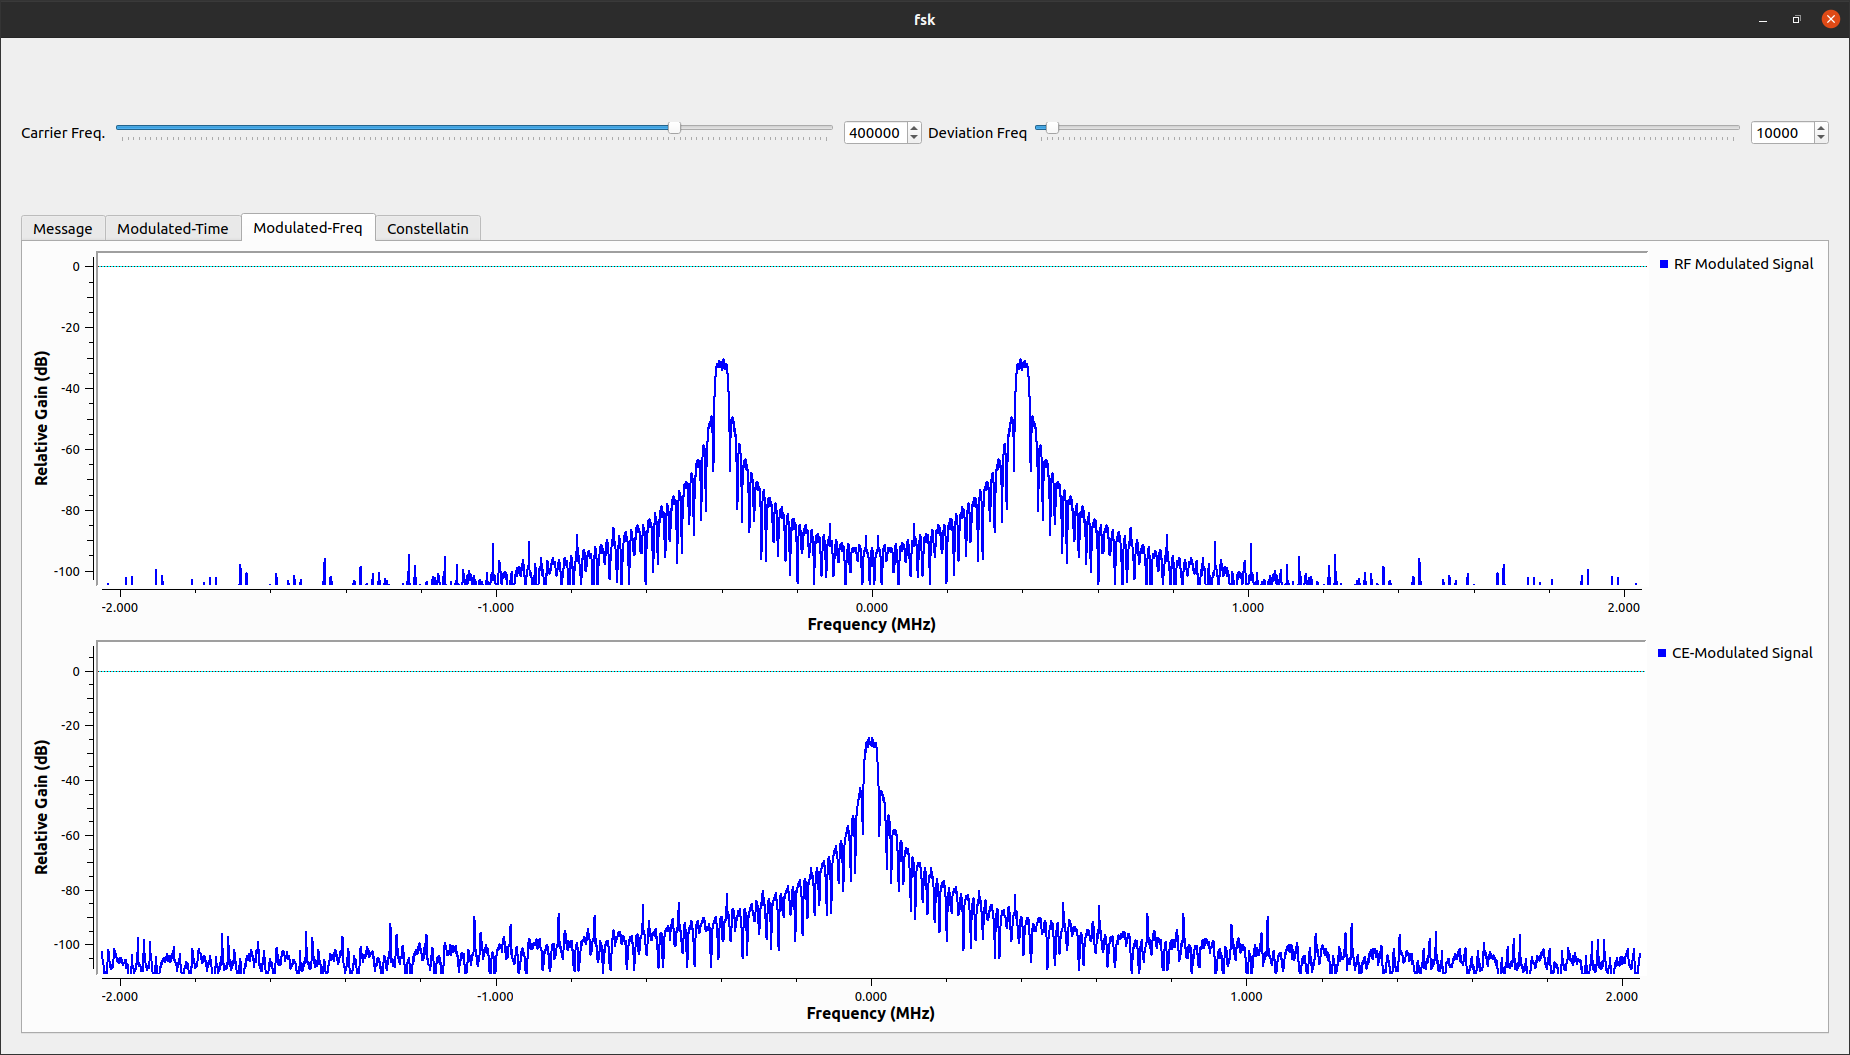 fsk
Carrier Freq. 400000 Deviation Freq 10000
Message Modulated-Time Modulated-Freq Constellatin
RF Modulated Signal
Relative Gain (dB)
0
-20
-40
-60
-80
-100
-2.000 -1.000 0.000 1.000 2.000
Frequency (MHz)
CE-Modulated Signal
Relative Gain (dB)
0
-20
-40
-60
-80
-100
-2.000 -1.000 0.000 1.000 2.000
Frequency (MHz)